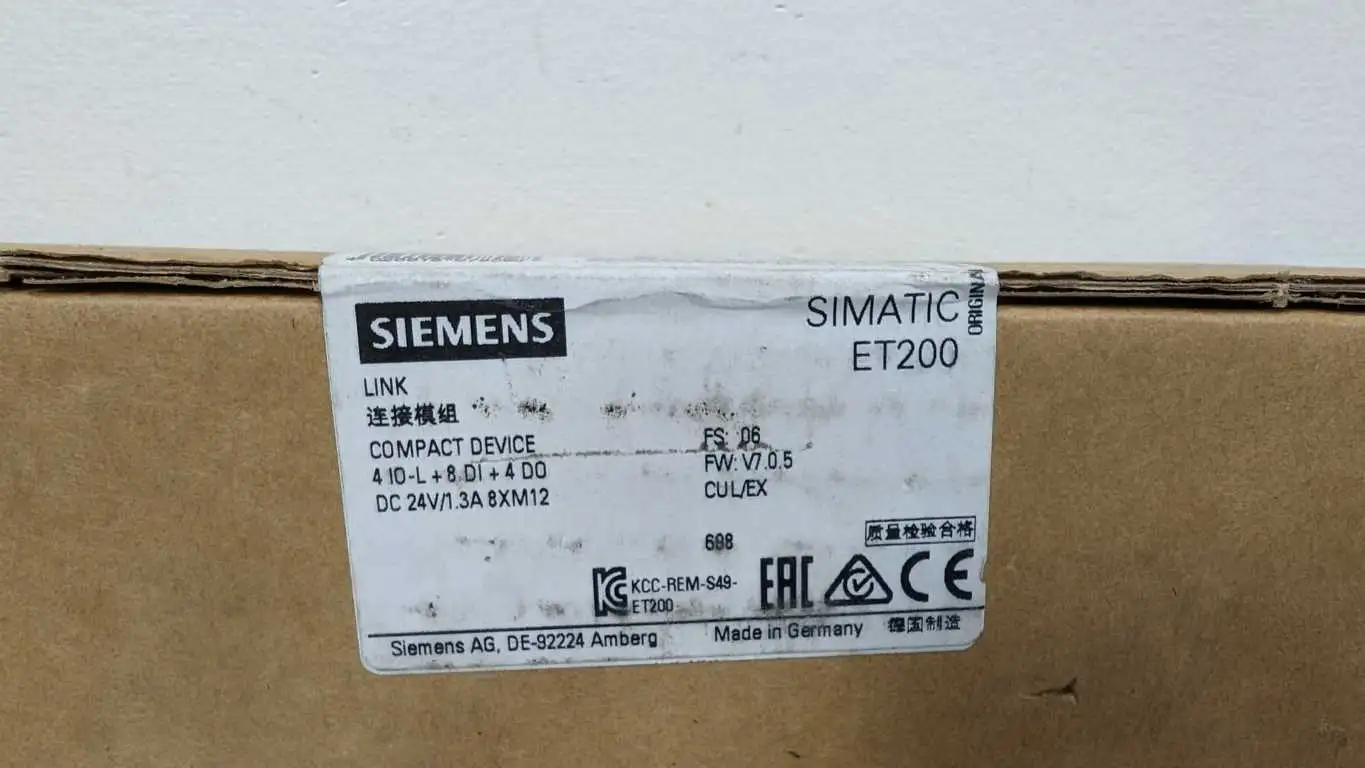 SIEMENS
SIMATIC
ET200
ORIGINA
LINK
连接模组
COMPACT DEVICE
4 IO-L + 8 DI + 4 DO
DC 24V/1.3A 8XM12
FS: 06
FW: V7.0.5
CUL/EX
698
质量检验合格
KCC-REM-S49-
ET200
EAC
CE
Siemens AG, DE-92224 Amberg
Made in Germany
德国制造